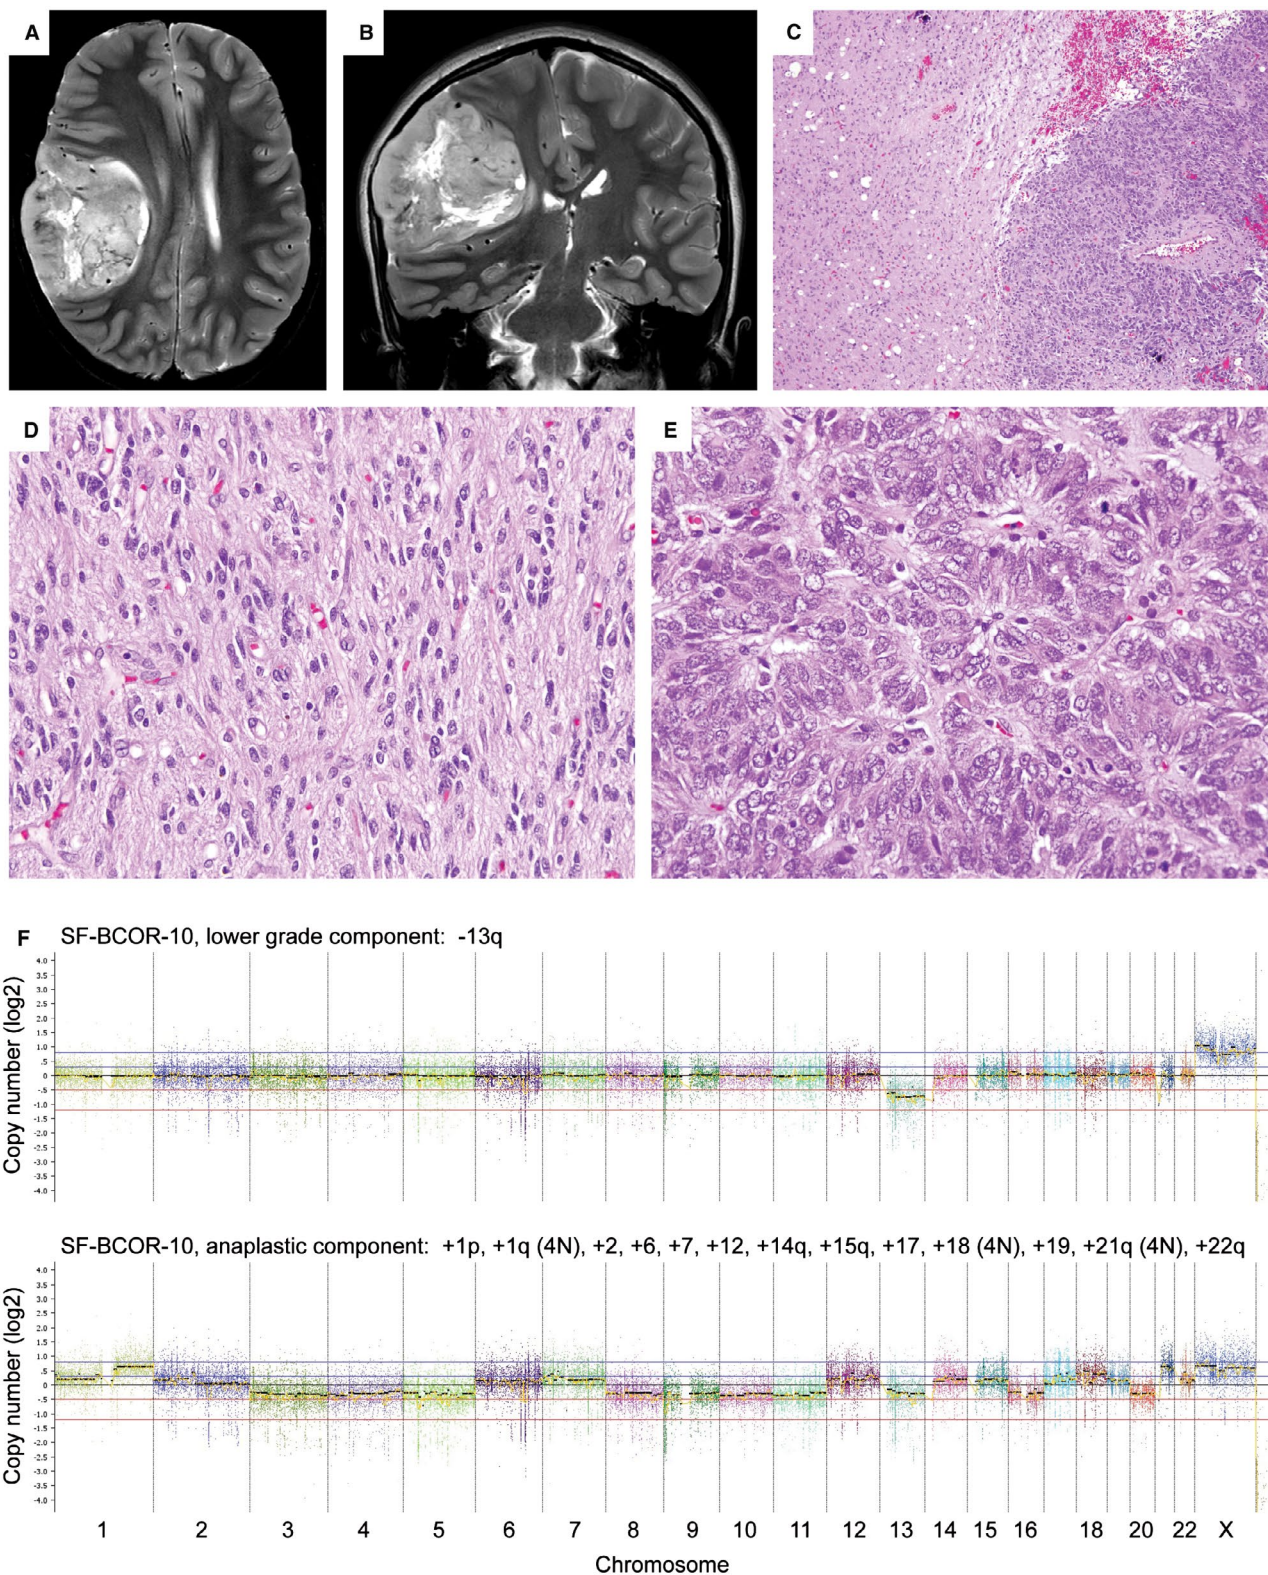 A
B
C
D
E
F
SF-BCOR-10, lower grade component: -13q
Copy number (log2)
4.0
3.5
3.0
2.5
2.0
1.5
1.0
.5
0
-.5
-1.0
-1.5
-2.0
-2.5
-3.0
-3.5
-4.0
SF-BCOR-10, anaplastic component: +1p, +1q (4N), +2, +6, +7, +12, +14q, +15q, +17, +18 (4N), +19, +21q (4N), +22q
Copy number (log2)
4.0
3.5
3.0
2.5
2.0
1.5
1.0
.5
0
-.5
-1.0
-1.5
-2.0
-2.5
-3.0
-3.5
-4.0
1 2 3 4 5 6 7 8 9 10 11 12 13 14 15 16 18 20 22 X
Chromosome